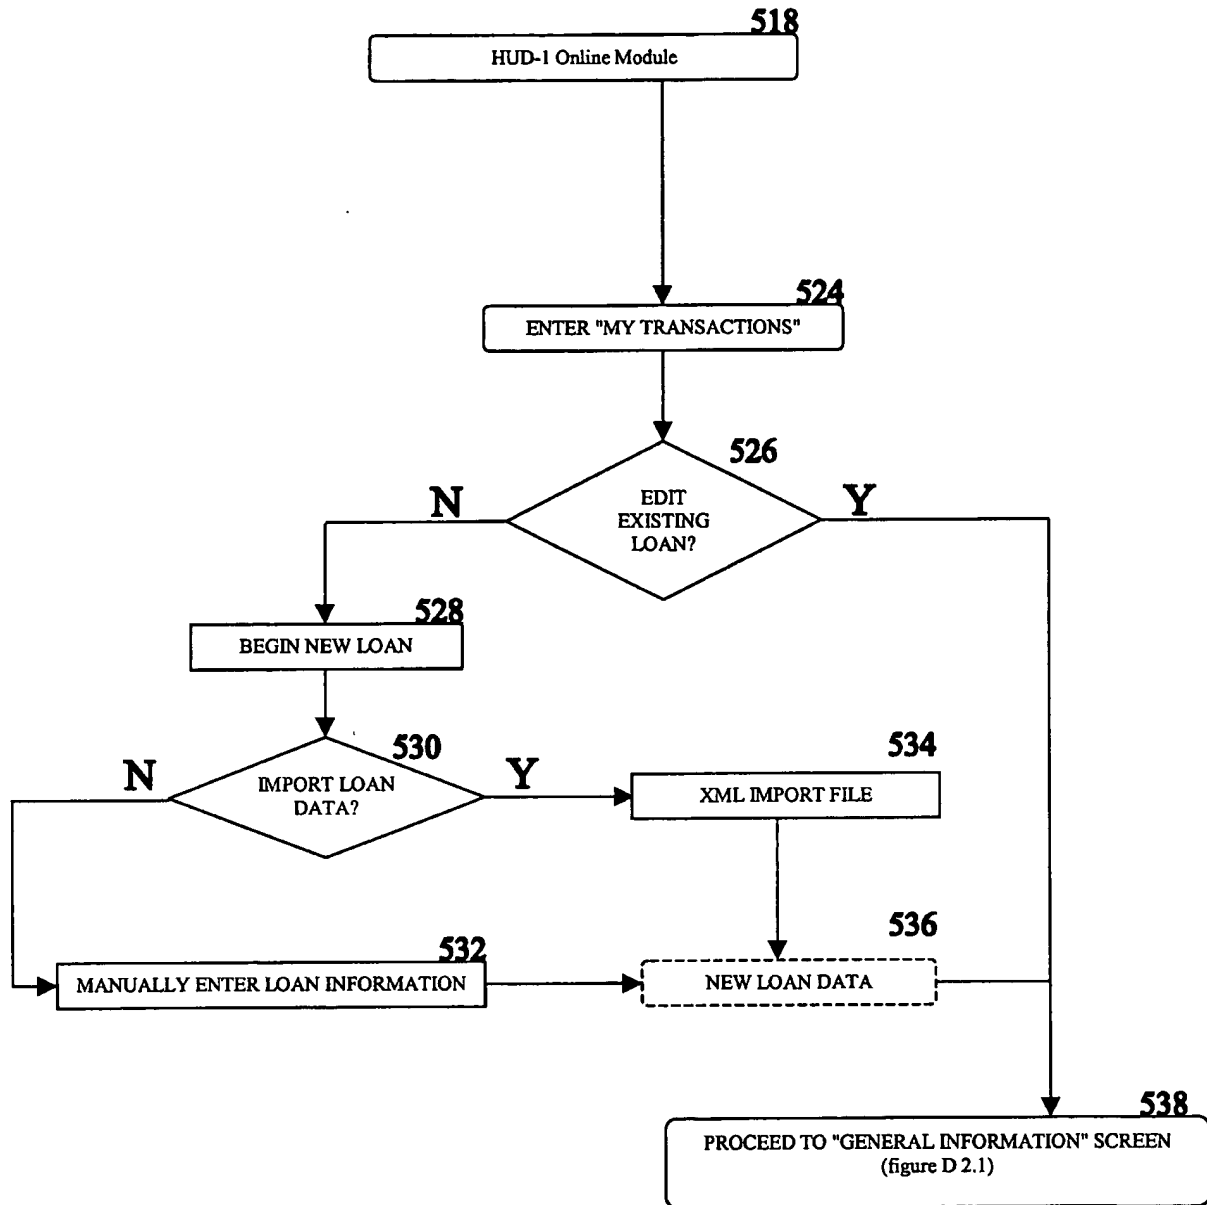 518
HUD-1 Online Module
524
ENTER "MY TRANSACTIONS"
526
N
EDIT
EXISTING
LOAN?
Y
528
BEGIN NEW LOAN
530
N
IMPORT LOAN
DATA?
Y
534
XML IMPORT FILE
532
MANUALLY ENTER LOAN INFORMATION
536
NEW LOAN DATA
538
PROCEED TO "GENERAL INFORMATION" SCREEN
(figure D 2.1)